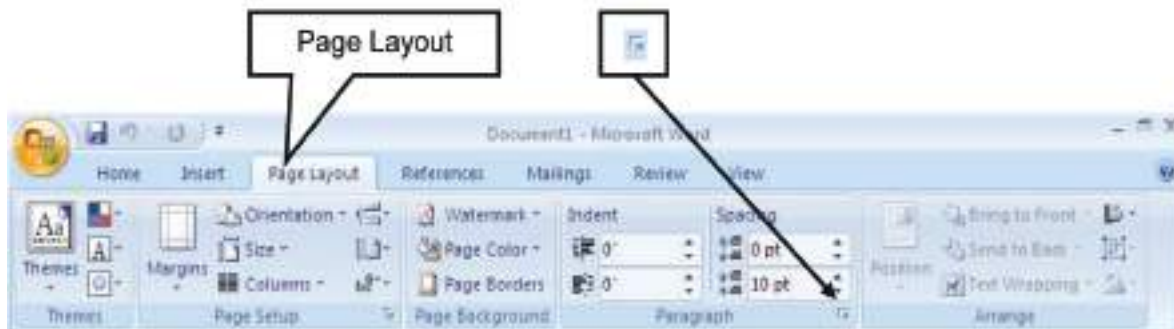 Page Layout
Document1 - Microsoft Word
Home Insert Page Layout References Mailings Review View
Aa Orientation Watermark Indent Spacing Bring to Front
A Size Page Color 0" 0 pt Send to Back
Themes Margins Columns Page Borders 0" 10 pt Position Text Wrapping
Themes Page Setup Page Background Paragraph Arrange